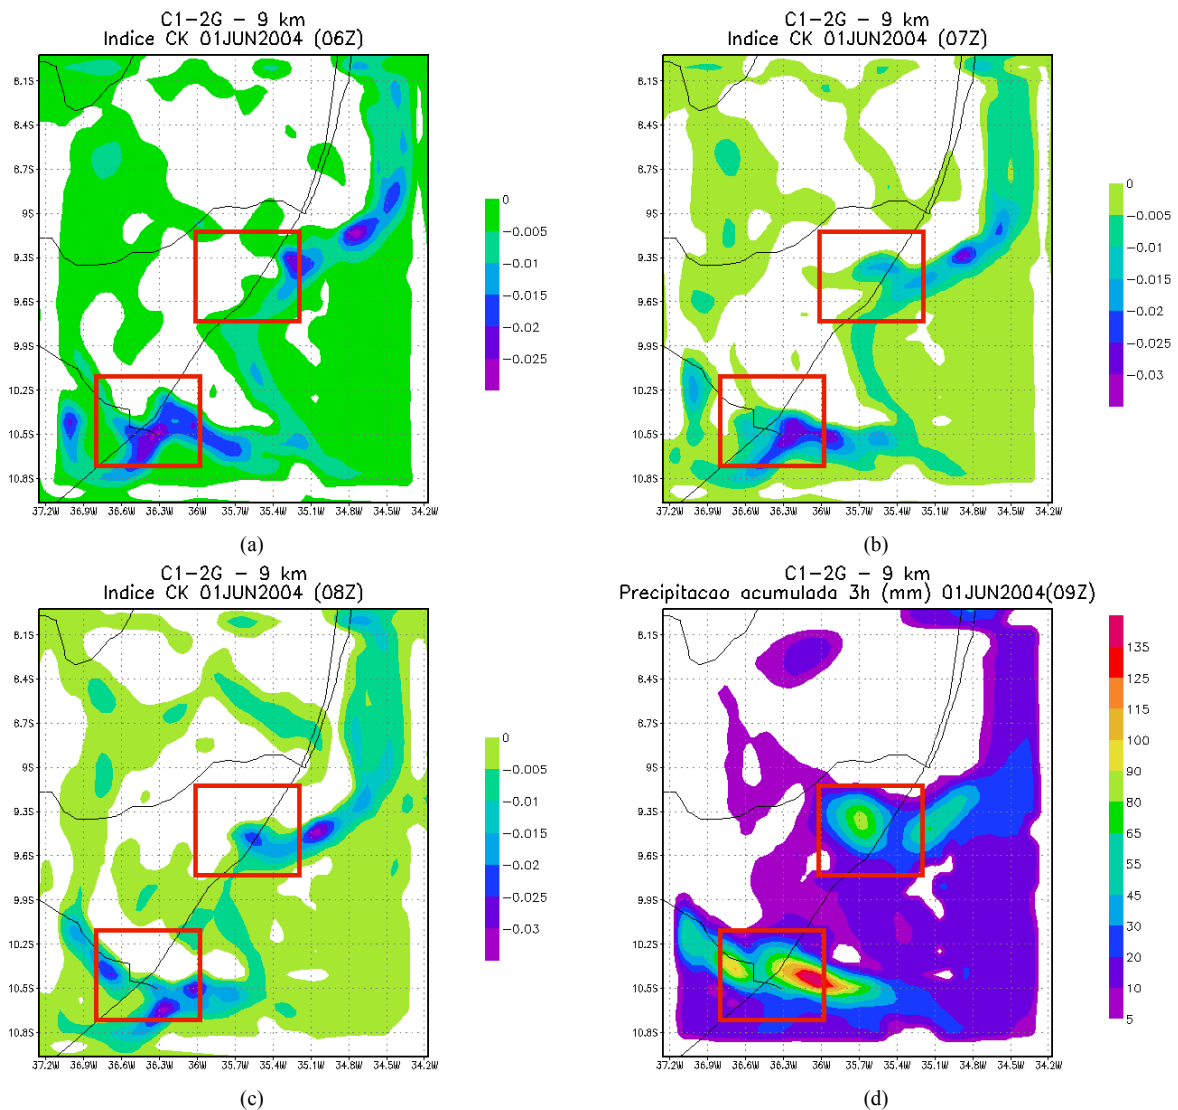 C1-2G - 9 km
Indice CK 01JUN2004 (06Z)
8.1S
8.4S
8.7S
9S
9.3S
9.6S
9.9S
10.2S
10.5S
10.8S
37.2W 36.9W 36.6W 36.3W 36W 35.7W 35.4W 35.1W 34.8W 34.5W 34.2W
0
-0.005
-0.01
-0.015
-0.02
-0.025
(a)
C1-2G - 9 km
Indice CK 01JUN2004 (07Z)
8.1S
8.4S
8.7S
9S
9.3S
9.6S
9.9S
10.2S
10.5S
10.8S
37.2W 36.9W 36.6W 36.3W 36W 35.7W 35.4W 35.1W 34.8W 34.5W 34.2W
0
-0.005
-0.01
-0.015
-0.02
-0.025
-0.03
(b)
C1-2G - 9 km
Indice CK 01JUN2004 (08Z)
8.1S
8.4S
8.7S
9S
9.3S
9.6S
9.9S
10.2S
10.5S
10.8S
37.2W 36.9W 36.6W 36.3W 36W 35.7W 35.4W 35.1W 34.8W 34.5W 34.2W
0
-0.005
-0.01
-0.015
-0.02
-0.025
-0.03
(c)
C1-2G - 9 km
Precipitacao acumulada 3h (mm) 01JUN2004(09Z)
8.1S
8.4S
8.7S
9S
9.3S
9.6S
9.9S
10.2S
10.5S
10.8S
37.2W 36.9W 36.6W 36.3W 36W 35.7W 35.4W 35.1W 34.8W 34.5W 34.2W
135
125
115
100
90
80
65
55
45
30
20
10
5
(d)